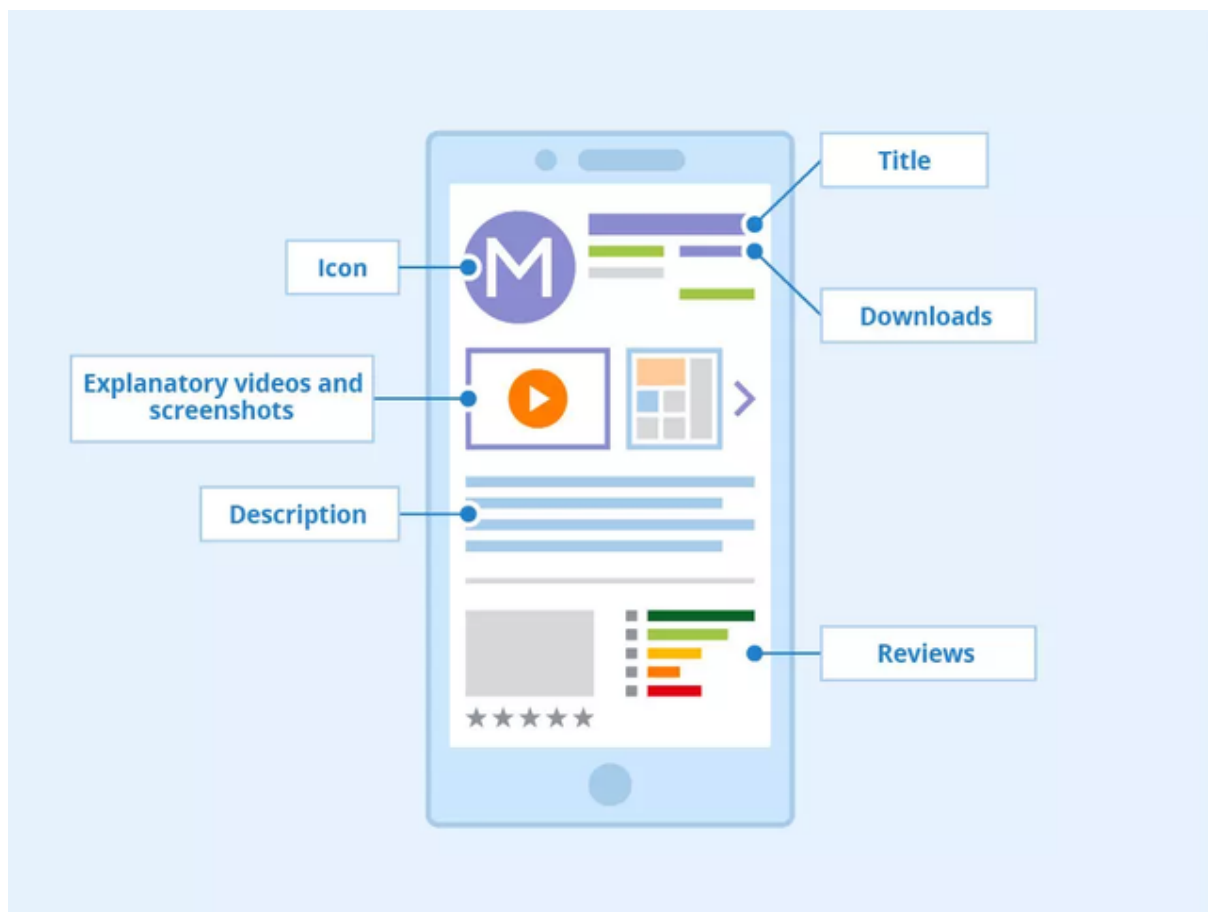 Title
Icon
M
Downloads
Explanatory videos and
screenshots
Description
Reviews